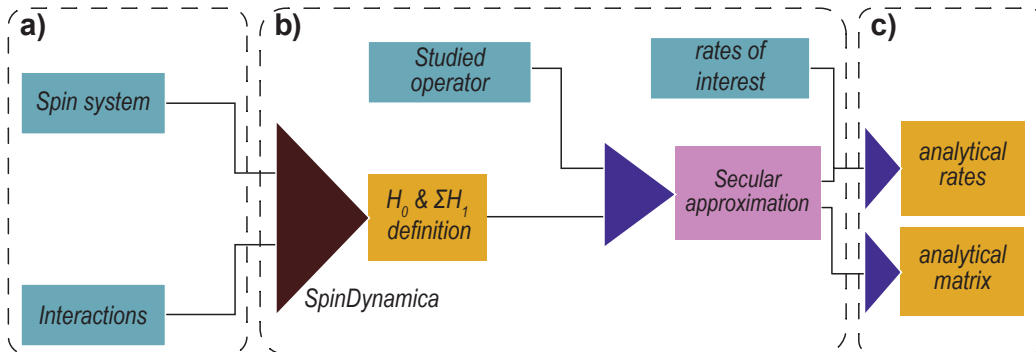 a)
Spin system
Interactions
b)
Studied
operator
rates of
interest
H₀ & ΣH₁
definition
SpinDynamica
Secular
approximation
c)
analytical
rates
analytical
matrix